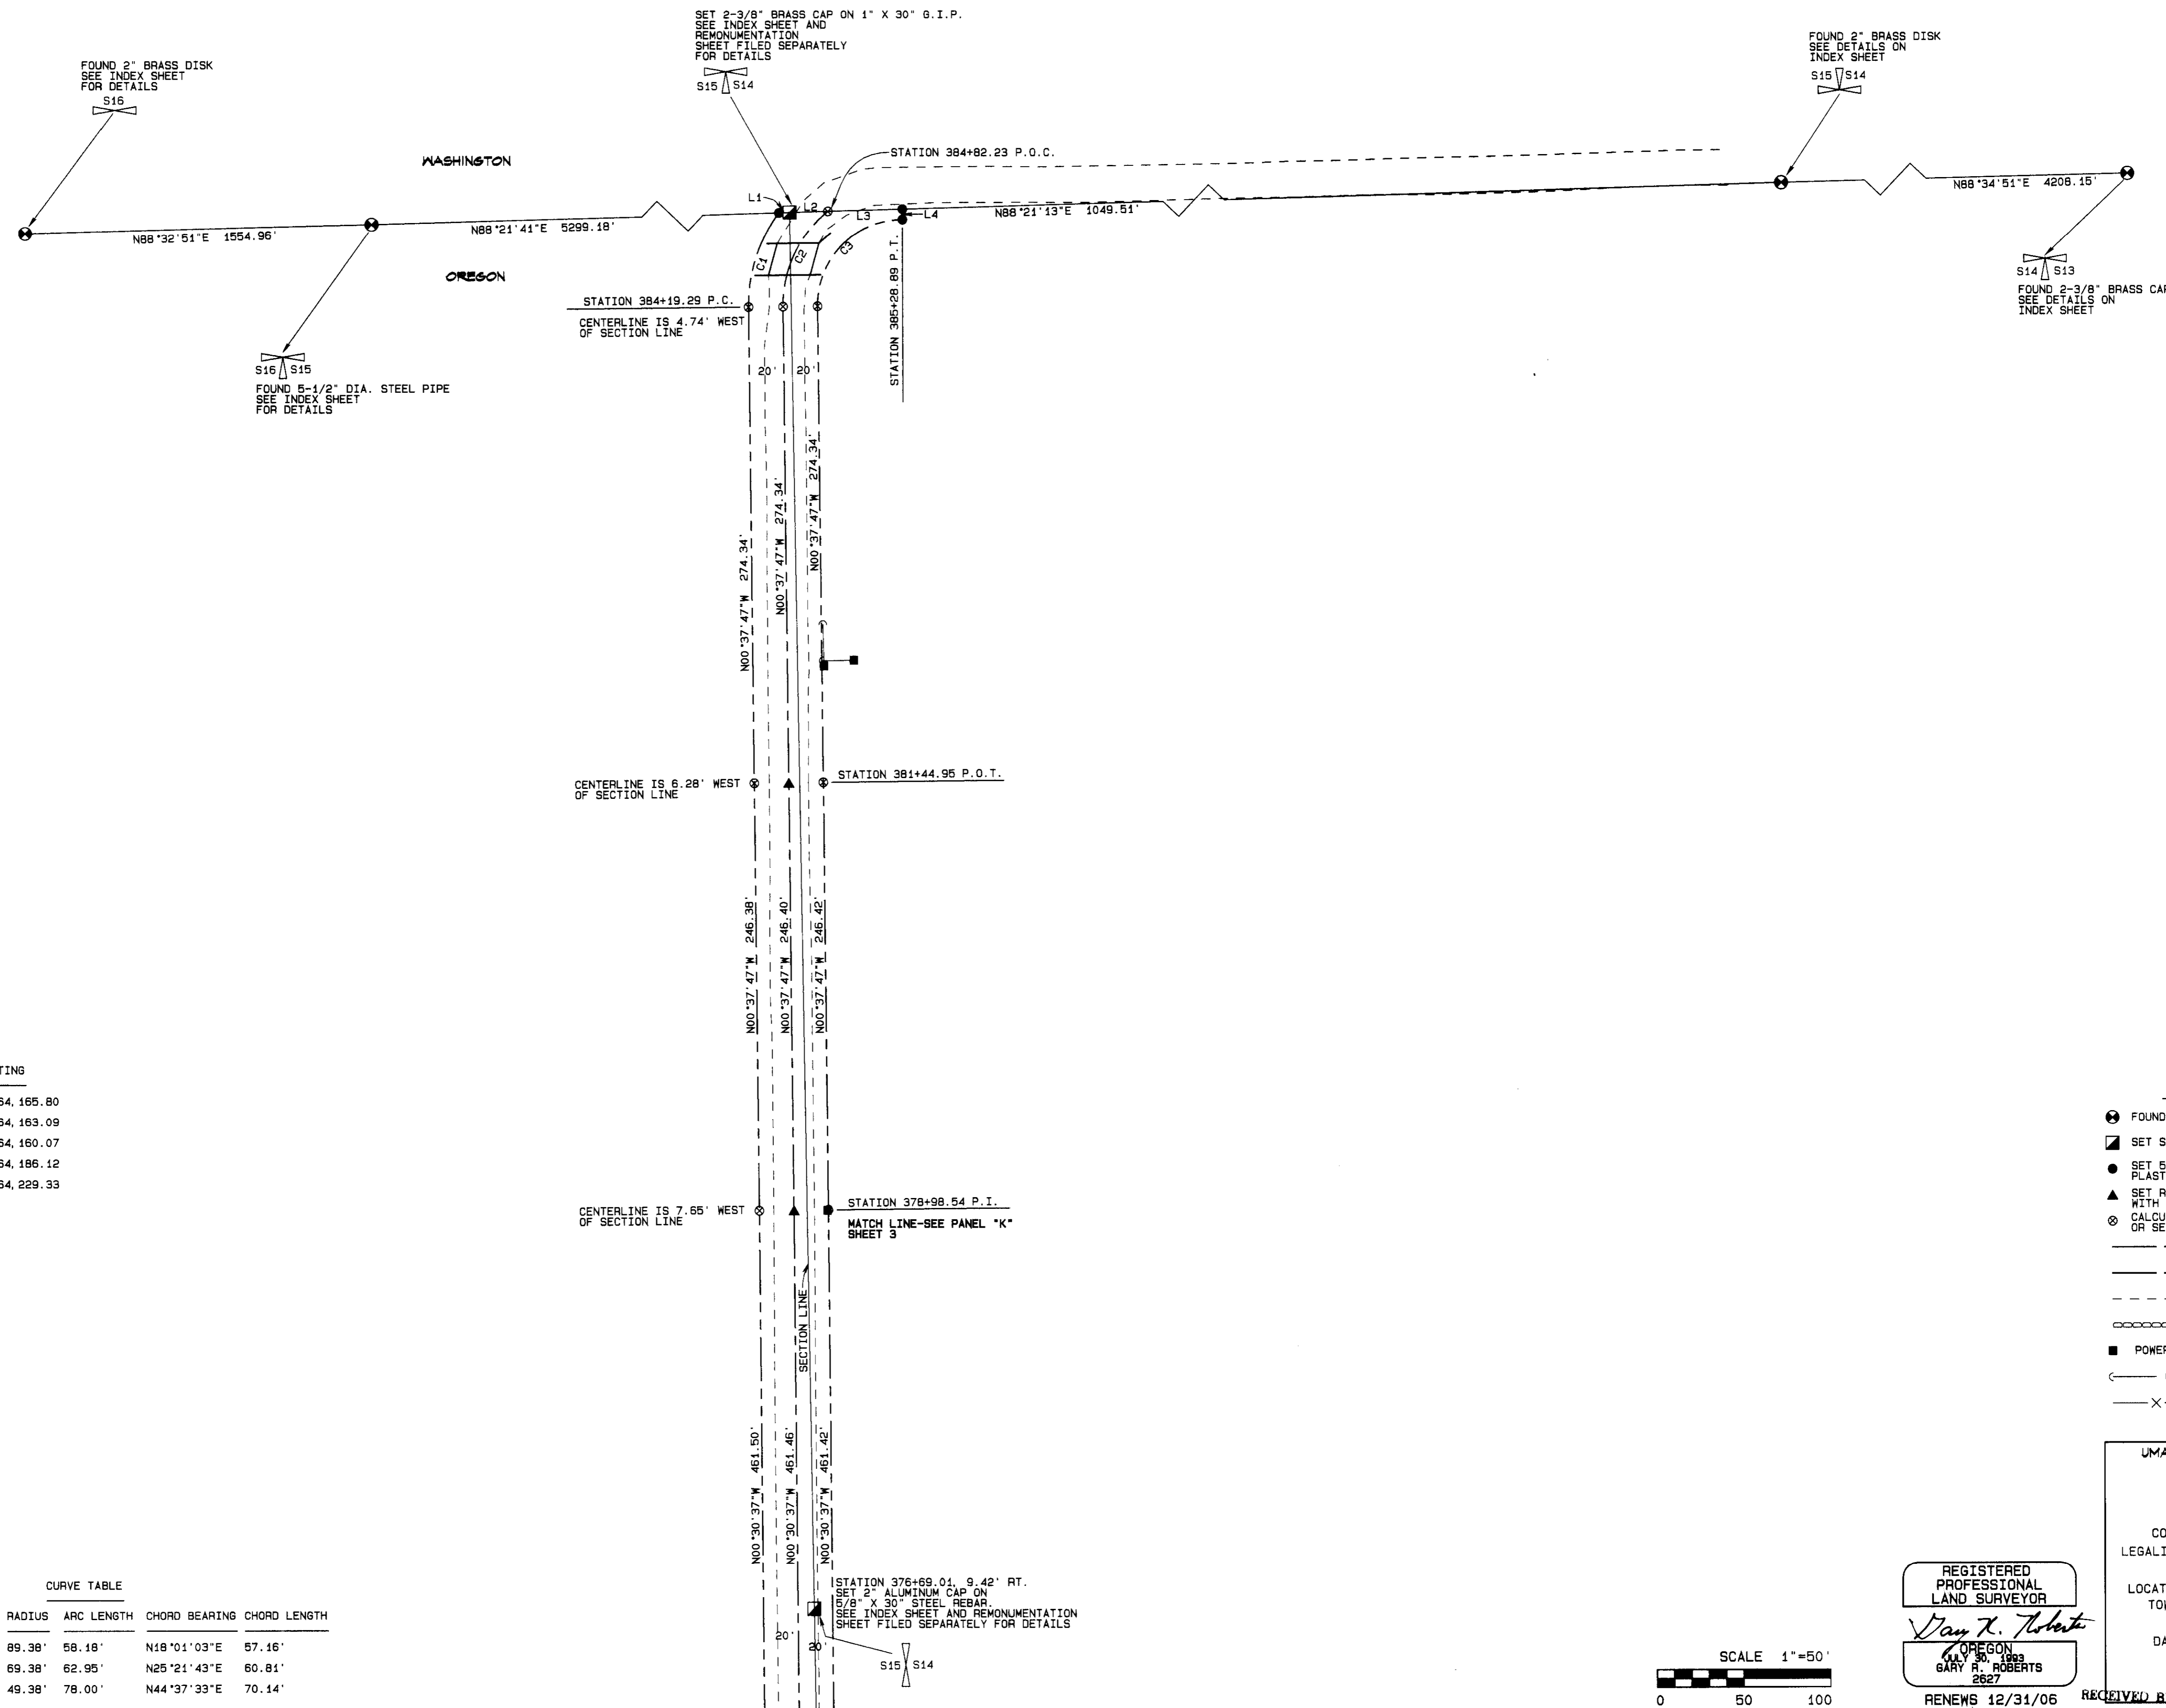 SET 2-3/8" BRASS CAP ON 1" X 30" G.I.P.
SEE INDEX SHEET AND
REMONUMENTATION
SHEET FILED SEPARATELY
FOR DETAILS
S15 S14
FOUND 2" BRASS DISK
SEE INDEX SHEET
FOR DETAILS
S16
FOUND 2" BRASS DISK
SEE DETAILS ON
INDEX SHEET
S15 S14
WASHINGTON
STATION 384+82.23 P.O.C.
L1
L2
L3
L4
N88°32'51"E 1554.96'
N88°21'41"E 5299.18'
N88°21'13"E 1049.51'
N88°34'51"E 4208.15'
OREGON
C1
C2
C3
STATION 385+28.89 P.T.
S14 S13
FOUND 2-3/8" BRASS CAP
SEE DETAILS ON
INDEX SHEET
STATION 384+19.29 P.C.
CENTERLINE IS 4.74' WEST
OF SECTION LINE
S16 S15
FOUND 5-1/2" DIA. STEEL PIPE
SEE INDEX SHEET
FOR DETAILS
20' 20'
N00°37'47"W 274.34'
N00°37'47"W 274.34'
N00°37'47"W 274.34'
CENTERLINE IS 6.28' WEST
OF SECTION LINE
STATION 381+44.95 P.O.T.
N00°37'47"W 246.38'
N00°37'47"W 246.40'
N00°37'47"W 246.42'
TING
64,165.80
64,163.09
64,160.07
64,186.12
64,229.33
CENTERLINE IS 7.65' WEST
OF SECTION LINE
STATION 378+98.54 P.I.
MATCH LINE-SEE PANEL "K"
SHEET 3
SECTION LINE
N00°30'37"W 461.50'
N00°30'37"W 461.46'
N00°30'37"W 461.42'
FOUND
SET S
SET 5
PLAST
SET R
WITH
CALCU
OR SE
POWER
UMA
CO
LEGALI
LOCAT
TOW
DA
STATION 376+69.01, 9.42' RT.
SET 2" ALUMINUM CAP ON
5/8" X 30" STEEL REBAR.
SEE INDEX SHEET AND REMONUMENTATION
SHEET FILED SEPARATELY FOR DETAILS
20' 20'
S15 S14
CURVE TABLE
RADIUS ARC LENGTH CHORD BEARING CHORD LENGTH
89.38' 58.18' N18°01'03"E 57.16'
69.38' 62.95' N25°21'43"E 60.81'
49.38' 78.00' N44°37'33"E 70.14'
SCALE 1"=50'
0 50 100
REGISTERED
PROFESSIONAL
LAND SURVEYOR
Gary R. Roberts
OREGON
JULY 30, 1993
GARY R. ROBERTS
2627
RENEWS 12/31/06
RECEIVED B